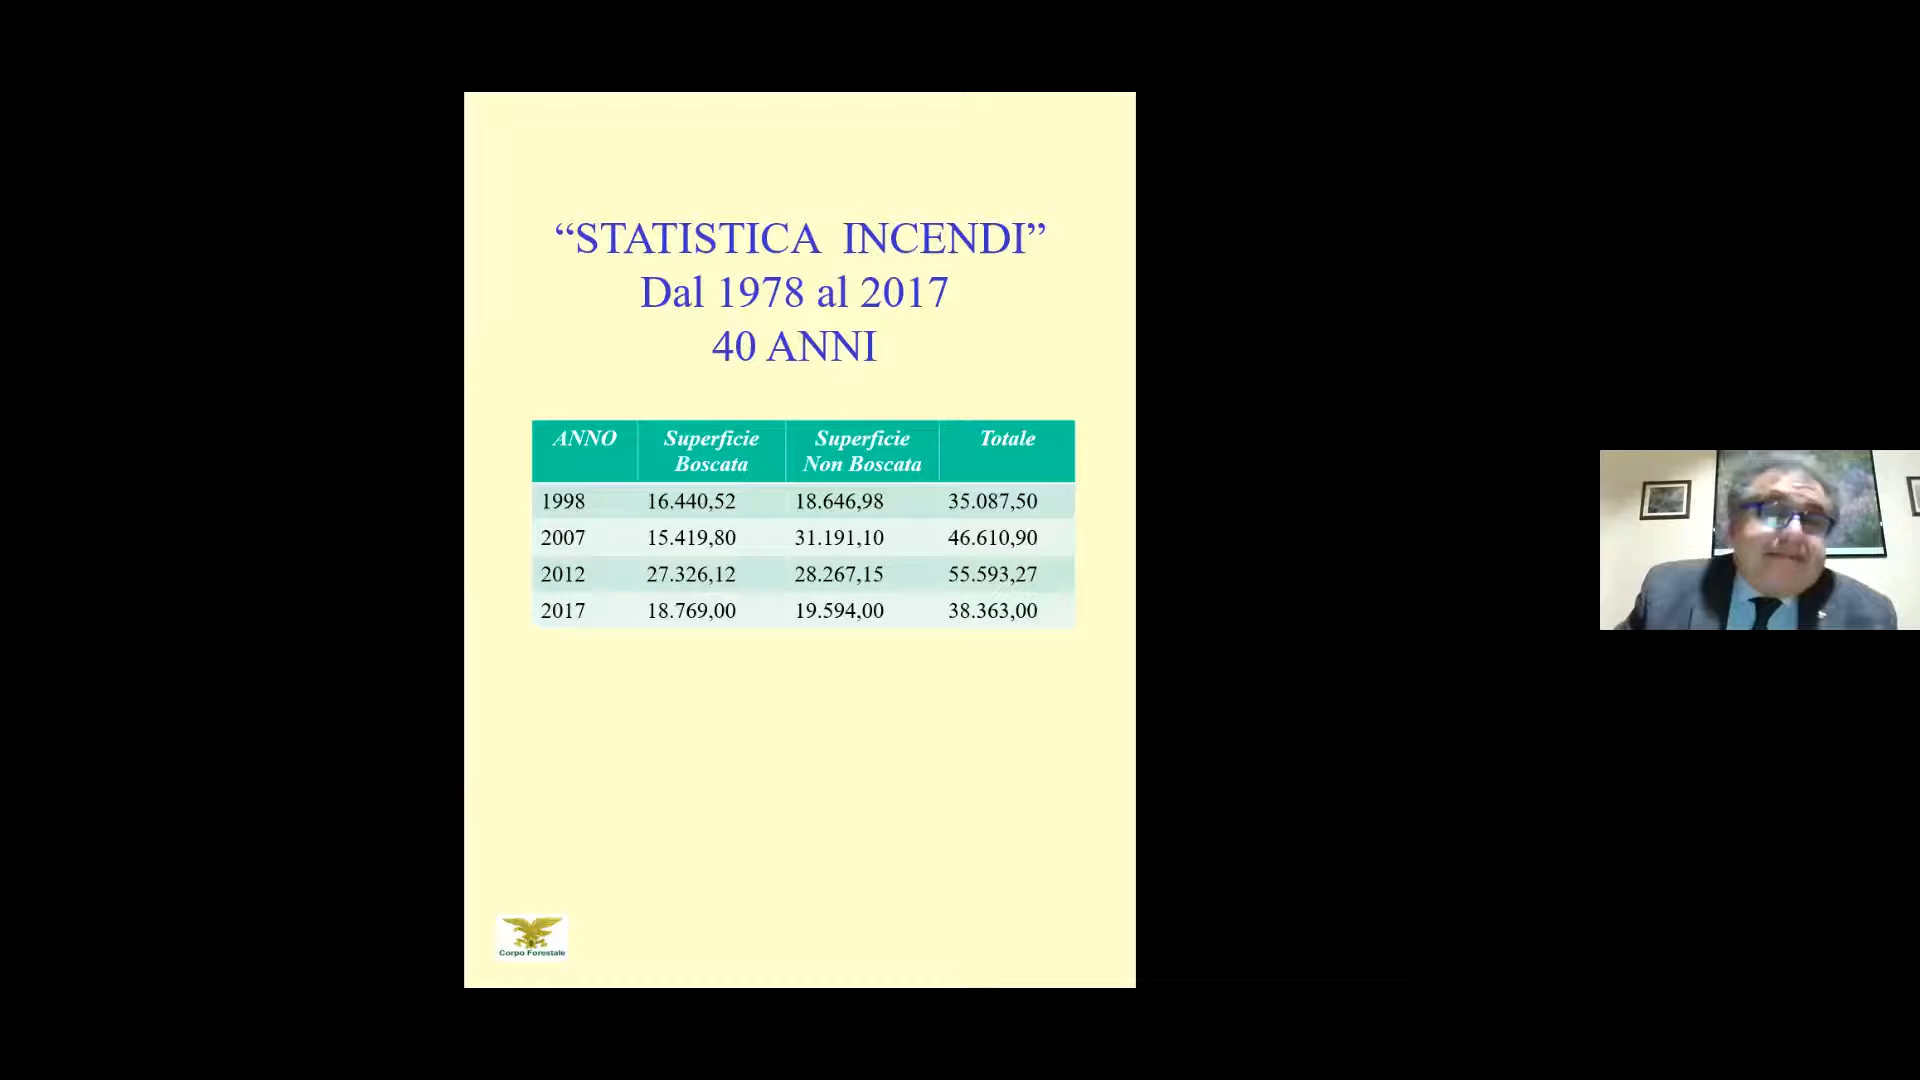 “STATISTICA INCENDI”
Dal 1978 al 2017
40 ANNI
ANNO Superficie Boscata Superficie Non Boscata Totale
1998 16.440,52 18.646,98 35.087,50
2007 15.419,80 31.191,10 46.610,90
2012 27.326,12 28.267,15 55.593,27
2017 18.769,00 19.594,00 38.363,00
Corpo Forestale